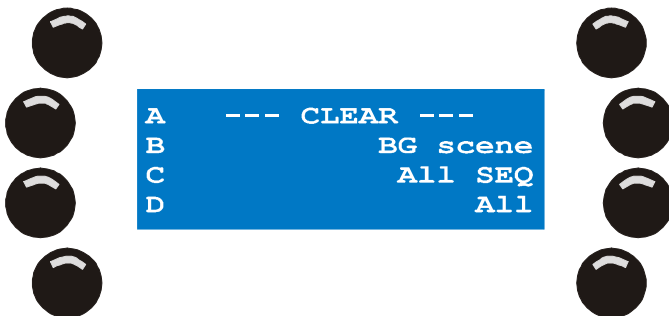 A --- CLEAR ---
B BG scene
C All SEQ
D All